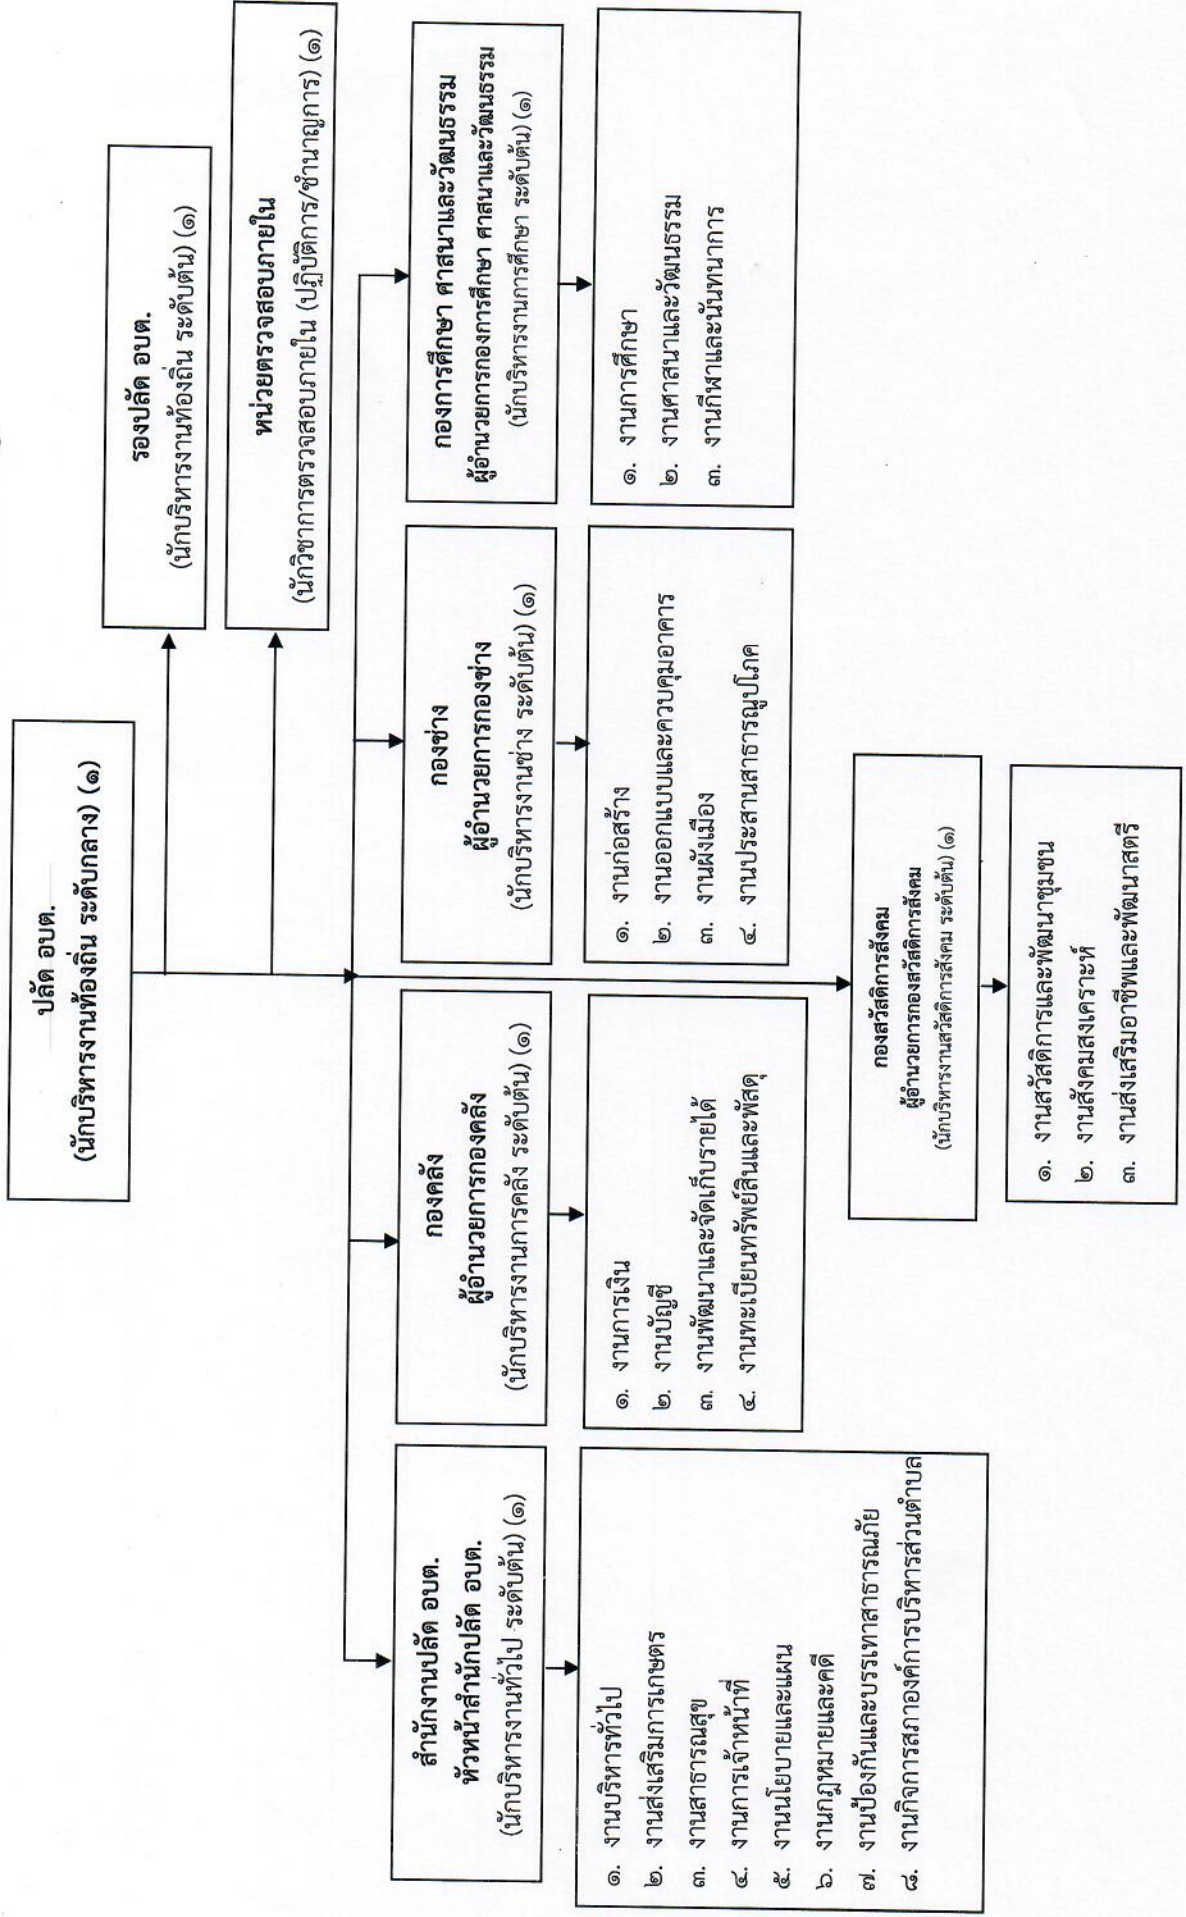 ปลัด อบต.
(นักบริหารงานท้องถิ่น ระดับกลาง) (๑)
รองปลัด อบต.
(นักบริหารงานท้องถิ่น ระดับต้น) (๑)
หน่วยตรวจสอบภายใน
(นักวิชาการตรวจสอบภายใน (ปฏิบัติการ/ชำนาญการ) (๑)
สำนักงานปลัด อบต.
หัวหน้าสำนักปลัด อบต.
(นักบริหารงานทั่วไป ระดับต้น) (๑)
๑. งานบริหารทั่วไป
๒. งานส่งเสริมการเกษตร
๓. งานสาธารณสุข
๔. งานการเจ้าหน้าที่
๕. งานนโยบายและแผน
๖. งานกฎหมายและคดี
๗. งานป้องกันและบรรเทาสาธารณภัย
๘. งานกิจการสภาองค์การบริหารส่วนตำบล
กองคลัง
ผู้อำนวยการกองคลัง
(นักบริหารงานการคลัง ระดับต้น) (๑)
๑. งานการเงิน
๒. งานบัญชี
๓. งานพัฒนาและจัดเก็บรายได้
๔. งานทะเบียนทรัพย์สินและพัสดุ
กองช่าง
ผู้อำนวยการกองช่าง
(นักบริหารงานช่าง ระดับต้น) (๑)
๑. งานก่อสร้าง
๒. งานออกแบบและควบคุมอาคาร
๓. งานผังเมือง
๔. งานประสานสาธารณูปโภค
กองการศึกษา ศาสนาและวัฒนธรรม
ผู้อำนวยการกองการศึกษา ศาสนาและวัฒนธรรม
(นักบริหารงานการศึกษา ระดับต้น) (๑)
๑. งานการศึกษา
๒. งานศาสนาและวัฒนธรรม
๓. งานกีฬาและนันทนาการ
กองสวัสดิการสังคม
ผู้อำนวยการกองสวัสดิการสังคม
(นักบริหารงานสวัสดิการสังคม ระดับต้น) (๑)
๑. งานสวัสดิการและพัฒนาชุมชน
๒. งานสังคมสงเคราะห์
๓. งานส่งเสริมอาชีพและพัฒนาสตรี